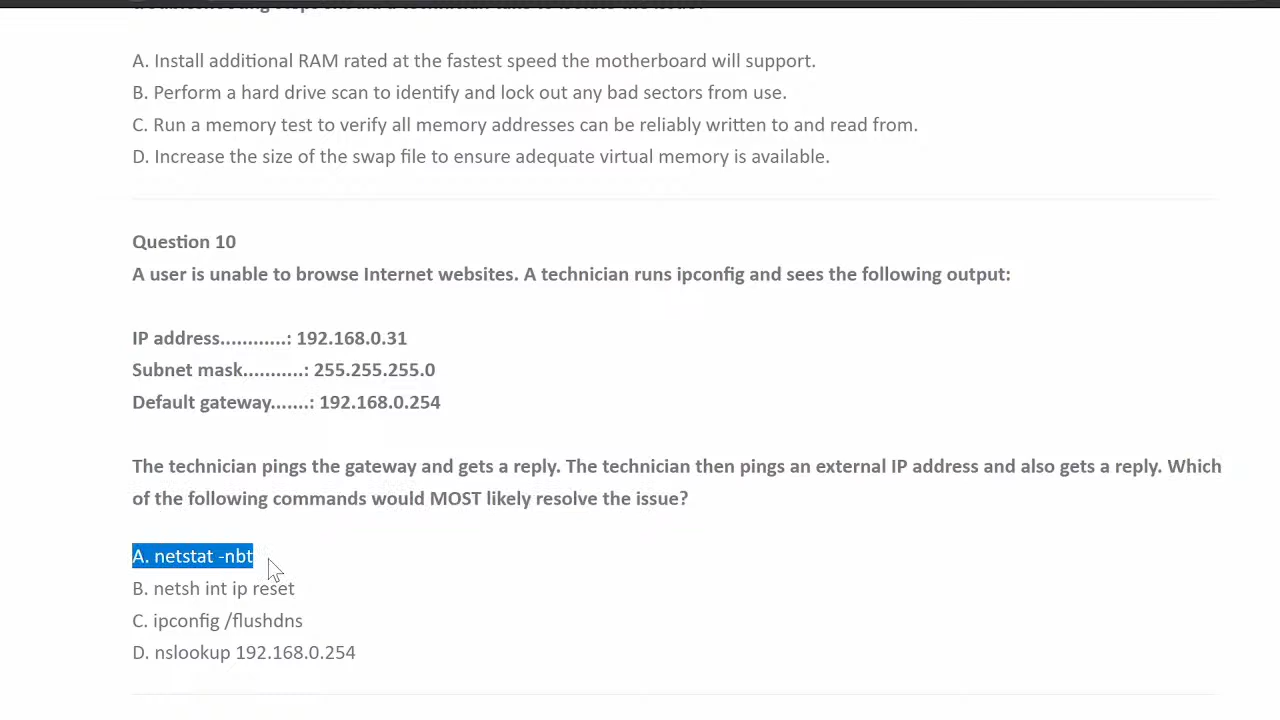 A. Install additional RAM rated at the fastest speed the motherboard will support.
B. Perform a hard drive scan to identify and lock out any bad sectors from use.
C. Run a memory test to verify all memory addresses can be reliably written to and read from.
D. Increase the size of the swap file to ensure adequate virtual memory is available.
Question 10
A user is unable to browse Internet websites. A technician runs ipconfig and sees the following output:
IP address............: 192.168.0.31
Subnet mask...........: 255.255.255.0
Default gateway.......: 192.168.0.254
The technician pings the gateway and gets a reply. The technician then pings an external IP address and also gets a reply. Which
of the following commands would MOST likely resolve the issue?
A. netstat -nbt
B. netsh int ip reset
C. ipconfig /flushdns
D. nslookup 192.168.0.254